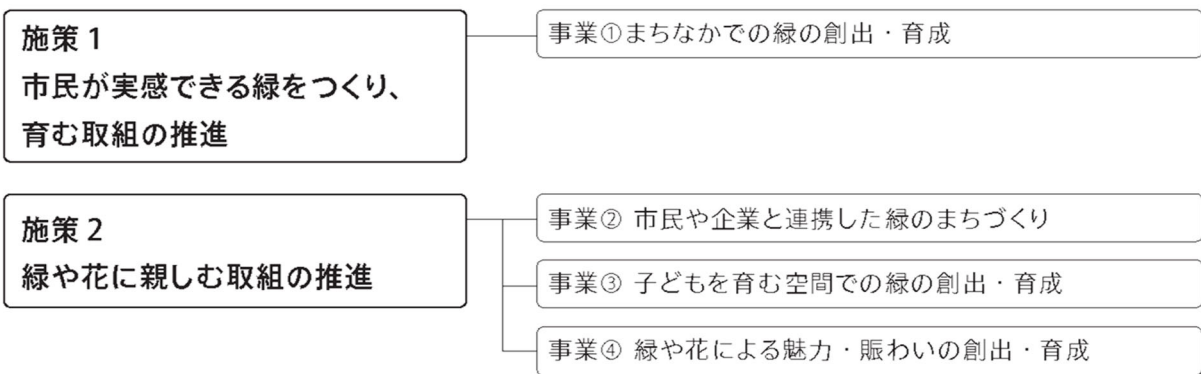 施策 1
市民が実感できる緑をつくり、
育む取組の推進
事業①まちなかでの緑の創出・育成
施策 2
緑や花に親しむ取組の推進
事業② 市民や企業と連携した緑のまちづくり
事業③ 子どもを育む空間での緑の創出・育成
事業④ 緑や花による魅力・賑わいの創出・育成